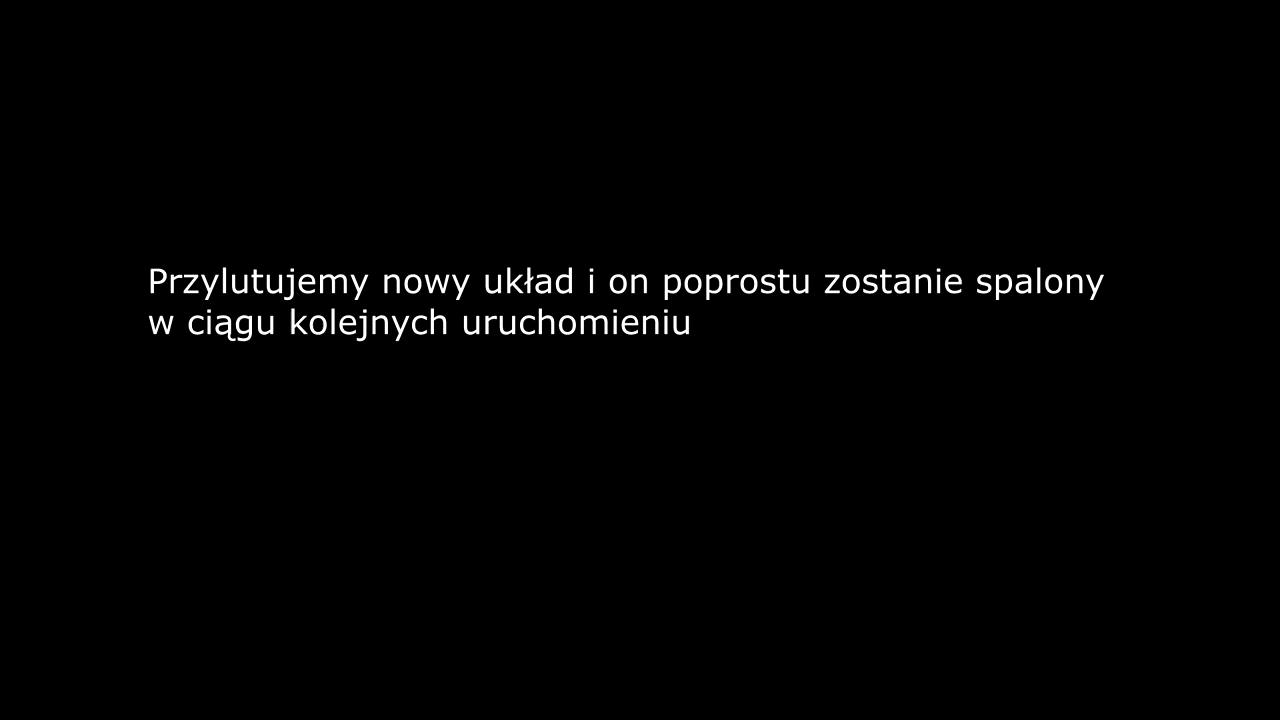 Przylutujemy nowy układ i on poprostu zostanie spalony
w ciągu kolejnych uruchomieniu